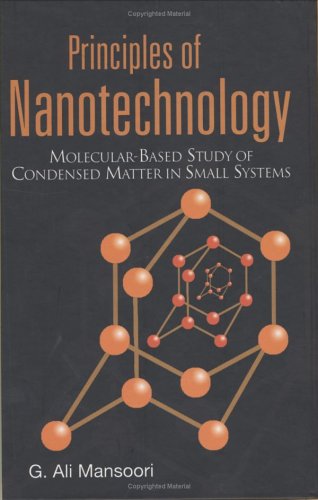 Principles of
Nanotechnology
MOLECULAR-BASED STUDY OF
CONDENSED MATTER IN SMALL SYSTEMS
G. Ali Mansoori